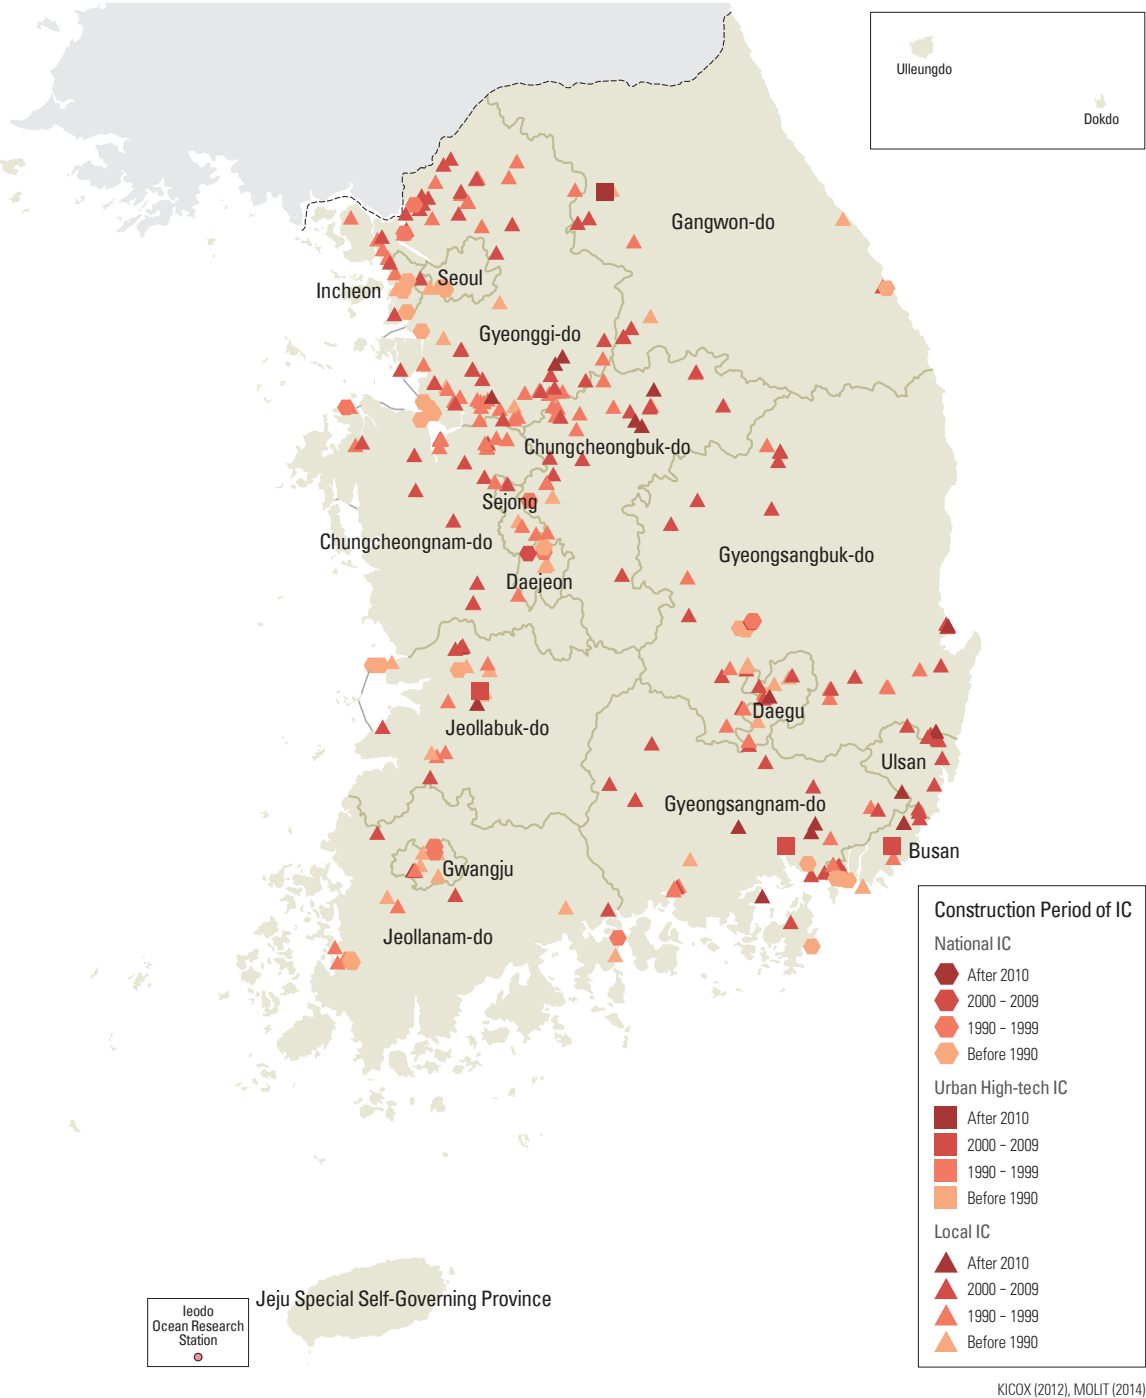 Ulleungdo
Dokdo
Gangwon-do
Seoul
Incheon
Gyeonggi-do
Chungcheongbuk-do
Sejong
Chungcheongnam-do
Gyeongsangbuk-do
Daejeon
Daegu
Jeollabuk-do
Ulsan
Gyeongsangnam-do
Busan
Gwangju
Jeollanam-do
Construction Period of IC
National IC
After 2010
2000 – 2009
1990 – 1999
Before 1990
Urban High-tech IC
After 2010
2000 – 2009
1990 – 1999
Before 1990
Local IC
After 2010
2000 – 2009
1990 – 1999
Before 1990
Jeju Special Self-Governing Province
Ieodo
Ocean Research
Station
KICOX (2012), MOLIT (2014)